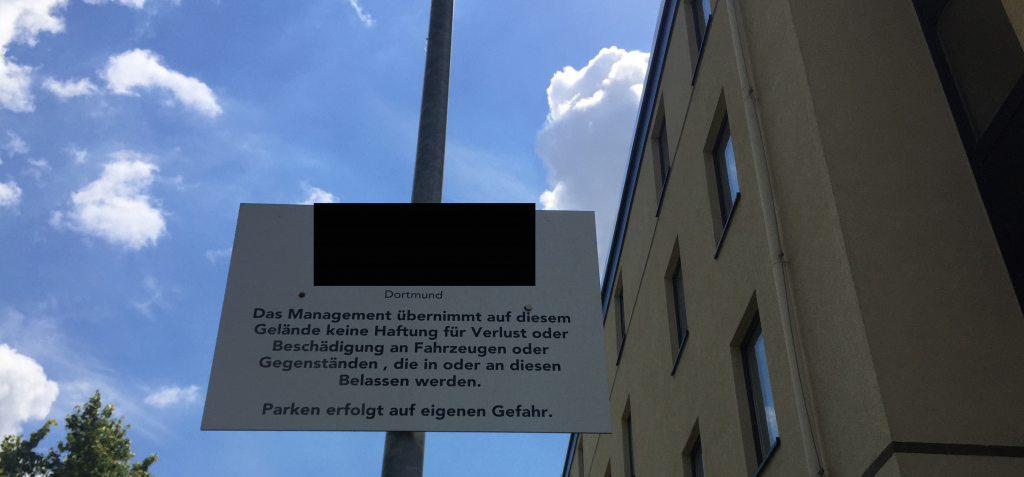 Dortmund
Das Management übernimmt auf diesem
Gelände keine Haftung für Verlust oder
Beschädigung an Fahrzeugen oder
Gegenständen , die in oder an diesen
Belassen werden.
Parken erfolgt auf eigenen Gefahr.